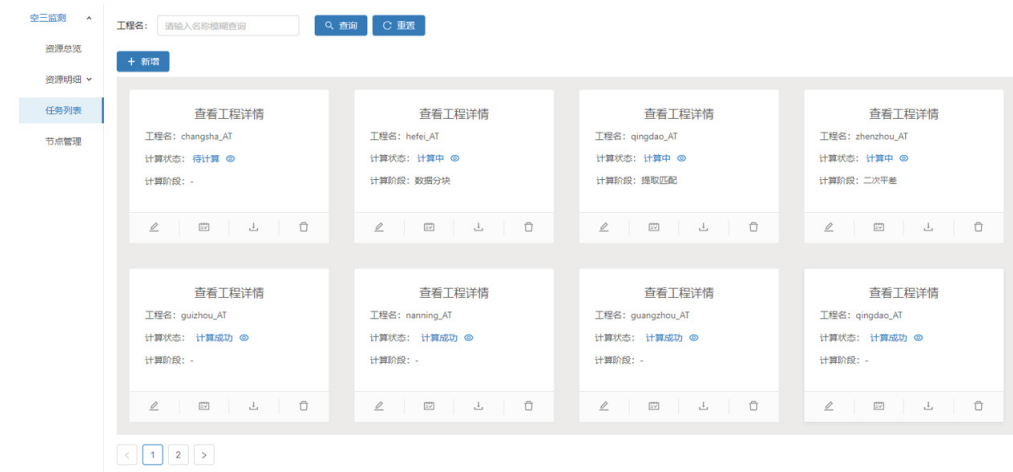 空三监测
资源总览
资源明细
任务列表
节点管理
工程名: 请输入名称模糊查询 查询 重置
+ 新增
查看工程详情 查看工程详情 查看工程详情 查看工程详情
工程名: changsha_AT 工程名: hefei_AT 工程名: qingdao_AT 工程名: zhenzhou_AT
计算状态: 待计算 计算状态: 计算中 计算状态: 计算中 计算状态: 计算中
计算阶段: - 计算阶段: 数据分块 计算阶段: 提取匹配 计算阶段: 二次平差
查看工程详情 查看工程详情 查看工程详情 查看工程详情
工程名: guizhou_AT 工程名: nanning_AT 工程名: guangzhou_AT 工程名: qingdao_AT
计算状态: 计算成功 计算状态: 计算成功 计算状态: 计算成功 计算状态: 计算成功
计算阶段: - 计算阶段: - 计算阶段: - 计算阶段: -
< 1 2 >